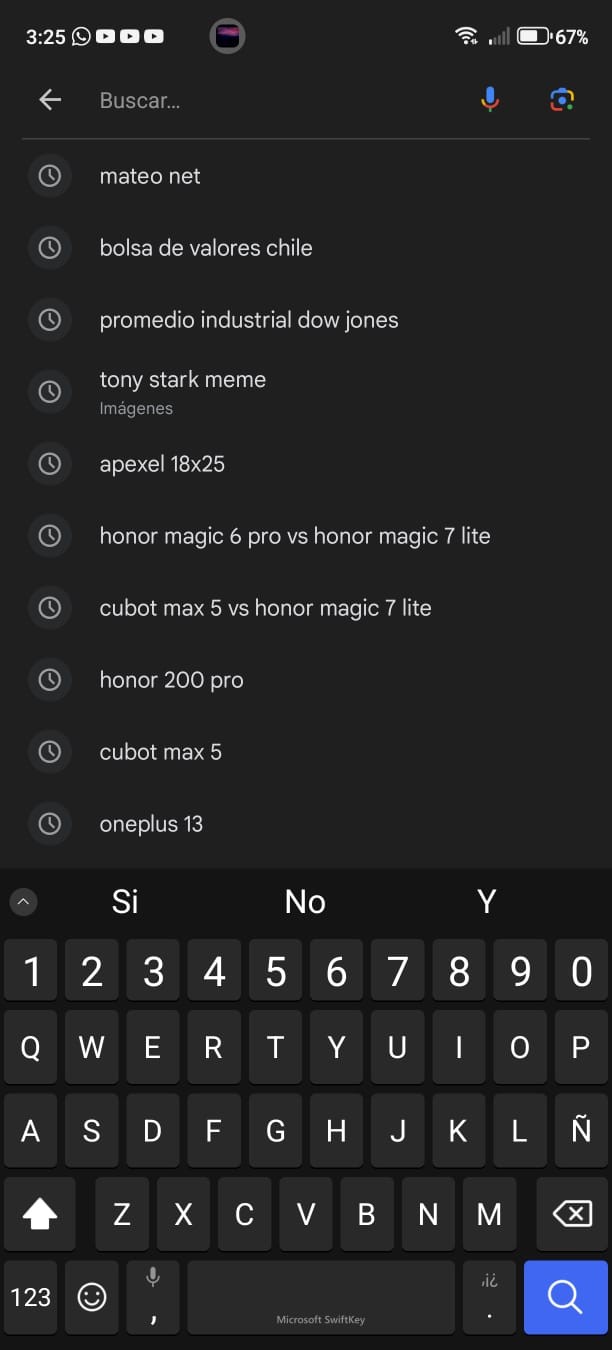 3:25
67%
Buscar...
mateo net
bolsa de valores chile
promedio industrial dow jones
tony stark meme
Imágenes
apexel 18x25
honor magic 6 pro vs honor magic 7 lite
cubot max 5 vs honor magic 7 lite
honor 200 pro
cubot max 5
oneplus 13
Si No Y
1 2 3 4 5 6 7 8 9 0
Q W E R T Y U I O P
A S D F G H J K L Ñ
Z X C V B N M
123 , Microsoft SwiftKey ,¡¿ .